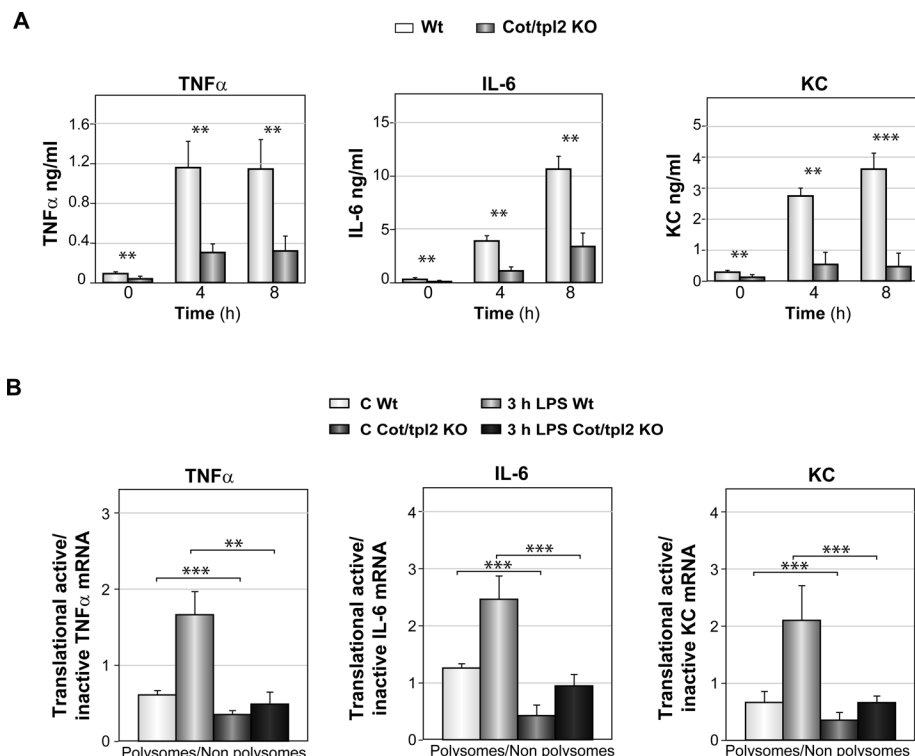 A
Wt Cot/tpl2 KO
TNFα IL-6 KC
TNFα ng/ml
1.6
1.2
0.8
0.4
0
** ** **
0 4 8
Time (h)
IL-6 ng/ml
15
10
5
0
** ** **
0 4 8
Time (h)
KC ng/ml
5
4
3
2
1
0
** ** ***
0 4 8
Time (h)
B
C Wt 3 h LPS Wt
C Cot/tpl2 KO 3 h LPS Cot/tpl2 KO
TNFα IL-6 KC
Translational active/
inactive TNFα mRNA
3
2
1
0
**
***
Polysomes/Non polysomes
Translational active/
inactive IL-6 mRNA
4
3
2
1
0
***
***
Polysomes/Non polysomes
Translational active/
inactive KC mRNA
4
3
2
1
0
***
***
Polysomes/Non polysomes